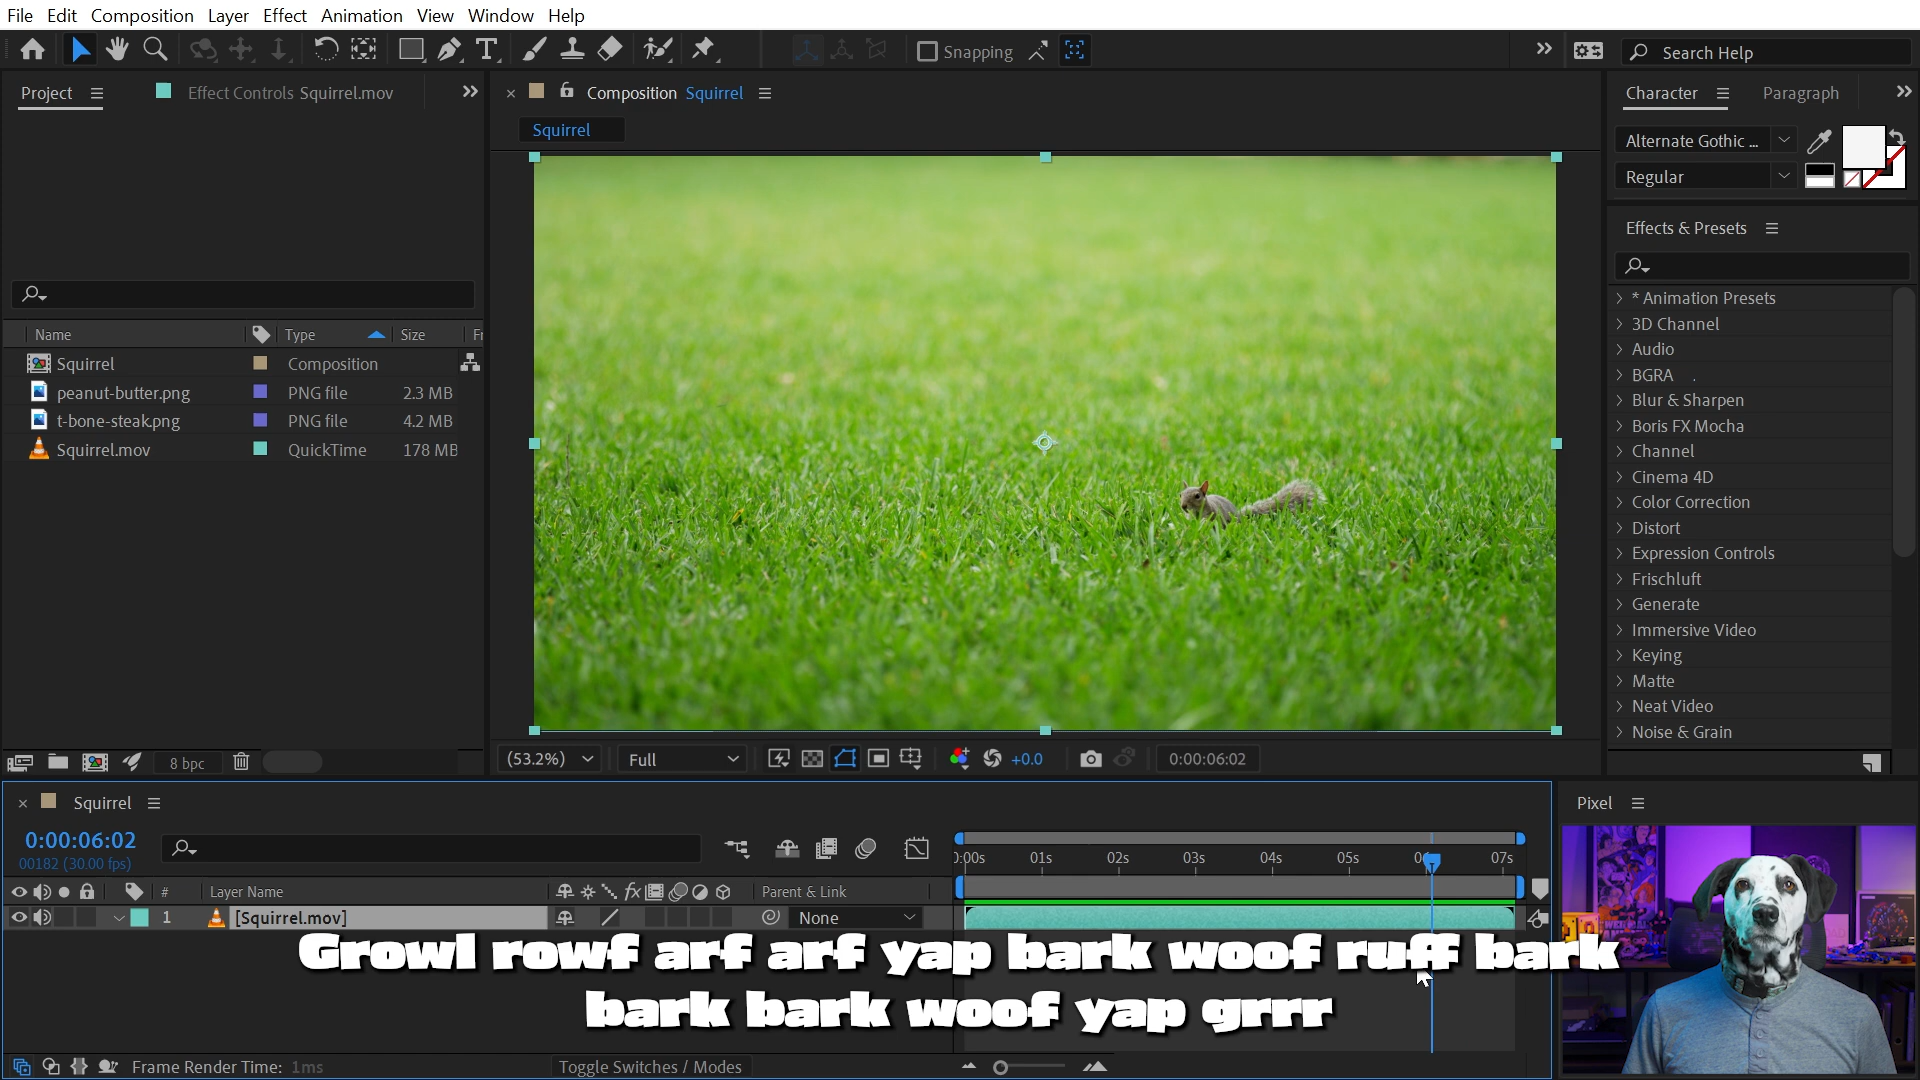 File Edit Composition Layer Effect Animation View Window Help
Snapping
Search Help
Project
Effect Controls Squirrel.mov
Composition Squirrel
Character Paragraph
Squirrel
Alternate Gothic ...
Regular
Effects & Presets
* Animation Presets
3D Channel
Audio
BGRA .
Blur & Sharpen
Boris FX Mocha
Channel
Cinema 4D
Color Correction
Distort
Expression Controls
Frischluft
Generate
Immersive Video
Keying
Matte
Neat Video
Noise & Grain
Name Type Size Fr
Squirrel Composition
peanut-butter.png PNG file 2.3 MB
t-bone-steak.png PNG file 4.2 MB
Squirrel.mov QuickTime 178 MB
8 bpc
(53.2%) Full +0.0 0:00:06:02
Squirrel
Pixel
0:00:06:02
00182 (30.00 fps)
0:00s 01s 02s 03s 04s 05s 07s
# Layer Name fx Parent & Link
1 [Squirrel.mov] None
Growl rowf arf arf yap bark woof ruff bark
bark bark woof yap grrr
Frame Render Time: 1ms
Toggle Switches / Modes